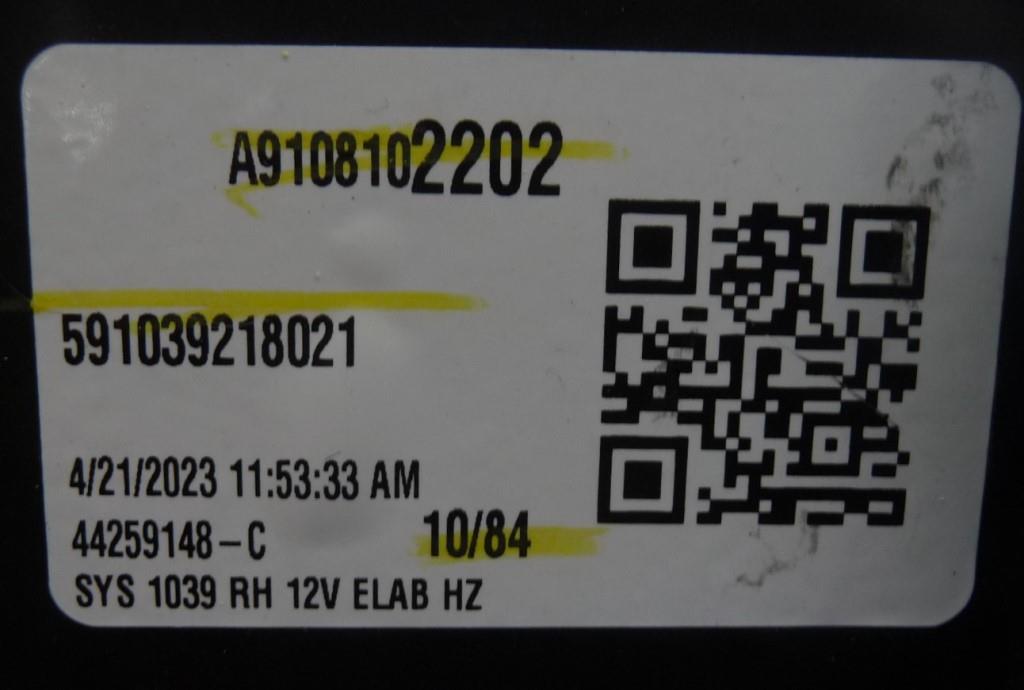 A9108102202
591039218021
4/21/2023 11:53:33 AM
44259148-C 10/84
SYS 1039 RH 12V ELAB HZ